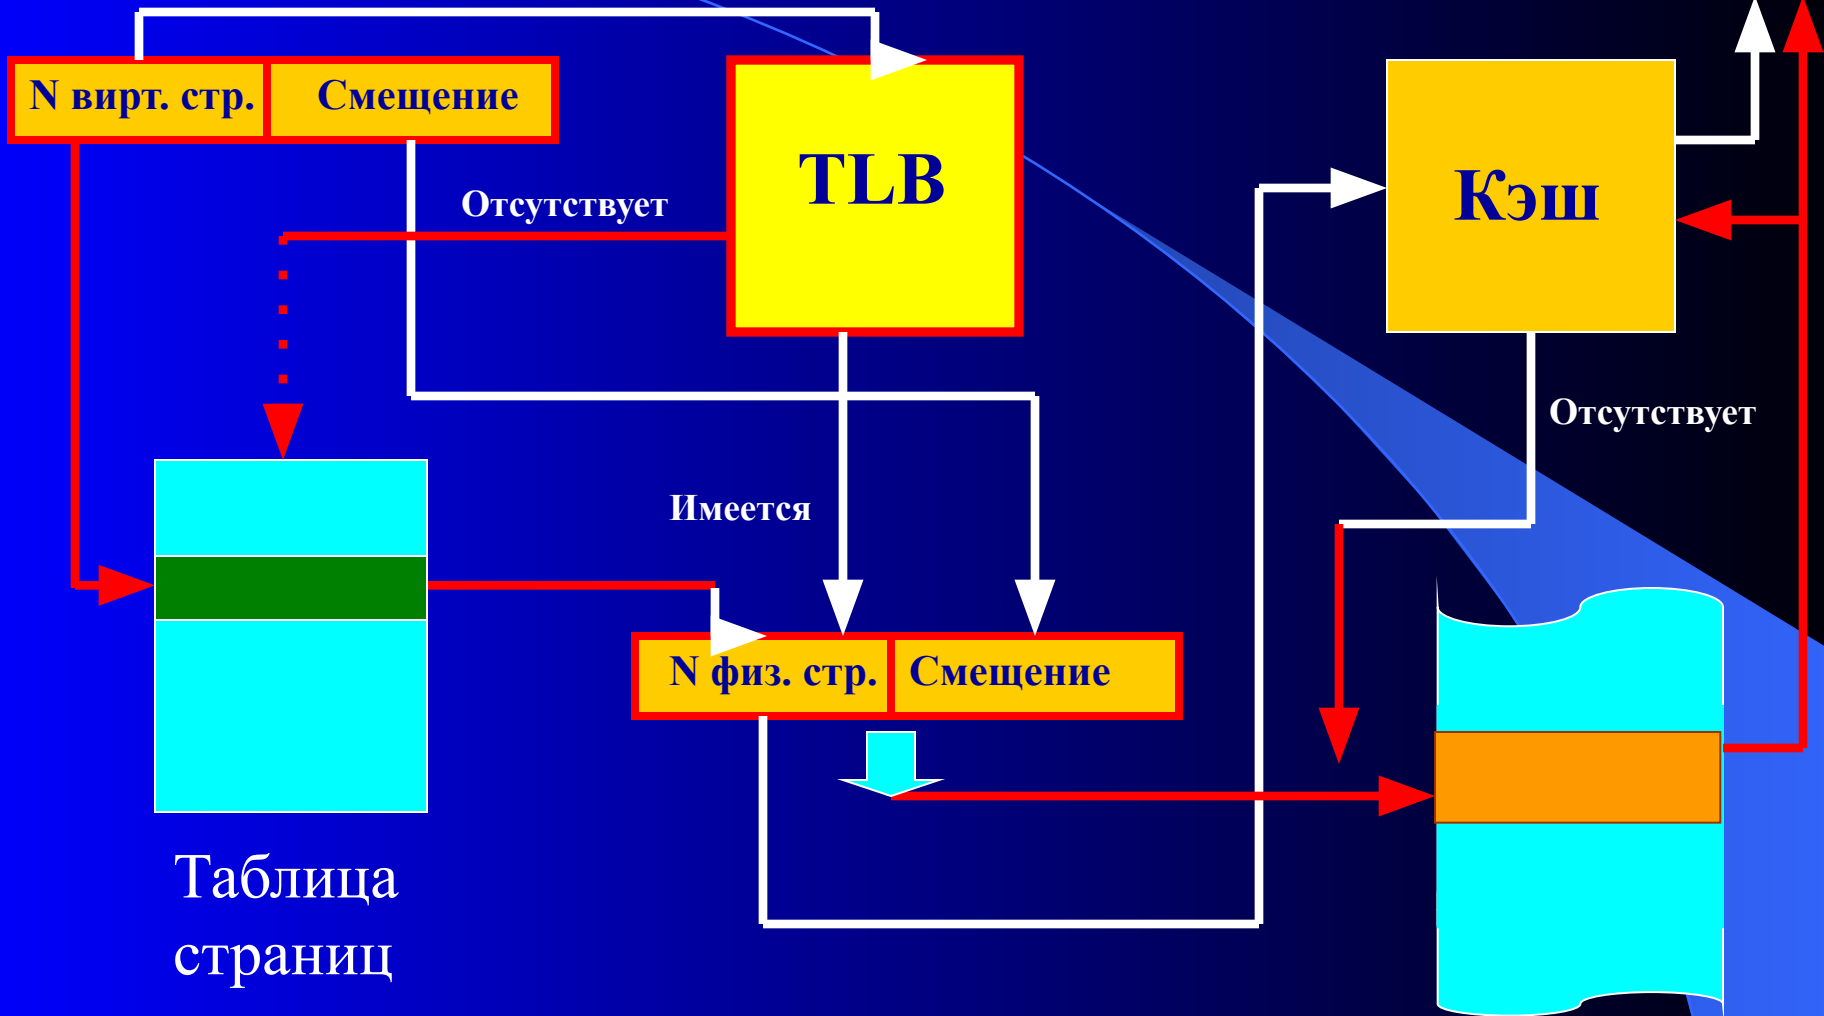 N вирт. стр.
Смещение
TLB
Кэш
Отсутствует
Отсутствует
Имеется
N физ. стр.
Смещение
Таблица
страниц